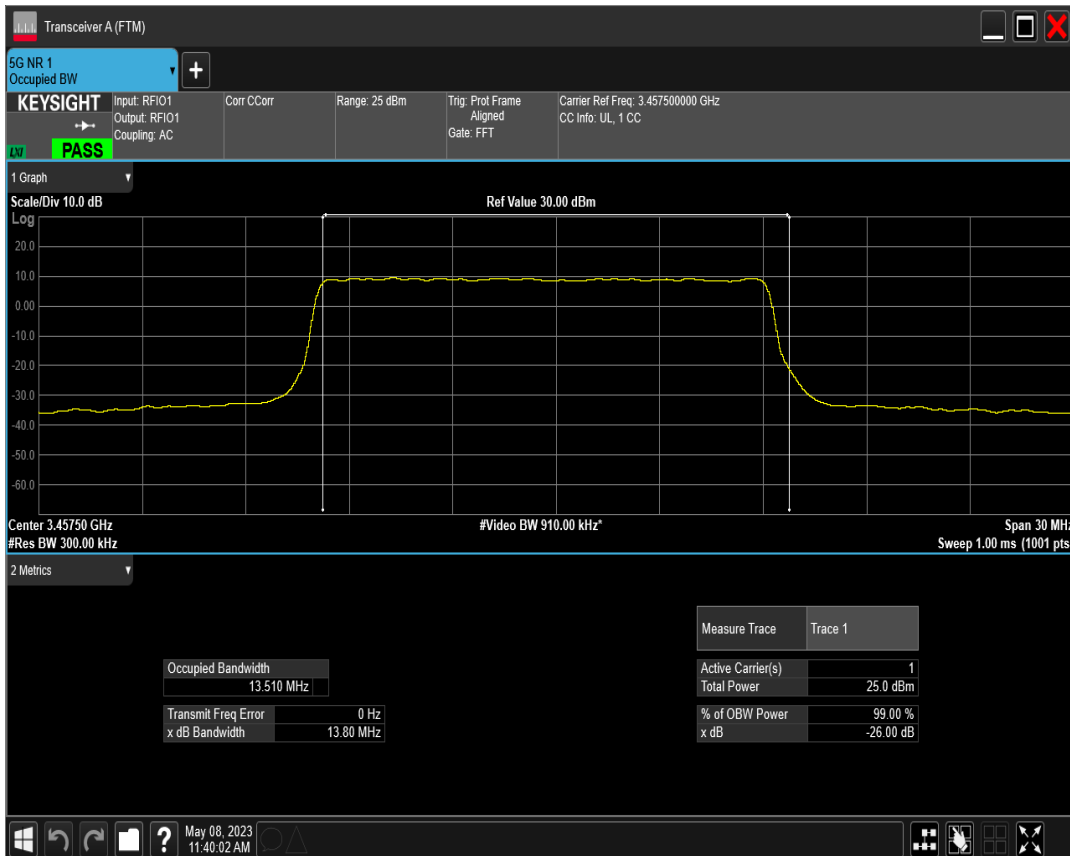 Transceiver A (FTM)
5G NR 1
Occupied BW
+
KEYSIGHT
LXI
PASS
Input: RFIO1
Output: RFIO1
Coupling: AC
Corr CCorr
Range: 25 dBm
Trig: Prot Frame
Aligned
Gate: FFT
Carrier Ref Freq: 3.457500000 GHz
CC Info: UL, 1 CC
1 Graph
Scale/Div 10.0 dB
Ref Value 30.00 dBm
Log
20.0
10.0
0.00
-10.0
-20.0
-30.0
-40.0
-50.0
-60.0
Center 3.45750 GHz
#Video BW 910.00 kHz*
Span 30 MHz
#Res BW 300.00 kHz
Sweep 1.00 ms (1001 pts
2 Metrics
Measure Trace Trace 1
Occupied Bandwidth
13.510 MHz
Active Carrier(s) 1
Total Power 25.0 dBm
Transmit Freq Error 0 Hz
x dB Bandwidth 13.80 MHz
% of OBW Power 99.00 %
x dB -26.00 dB
?
May 08, 2023
11:40:02 AM